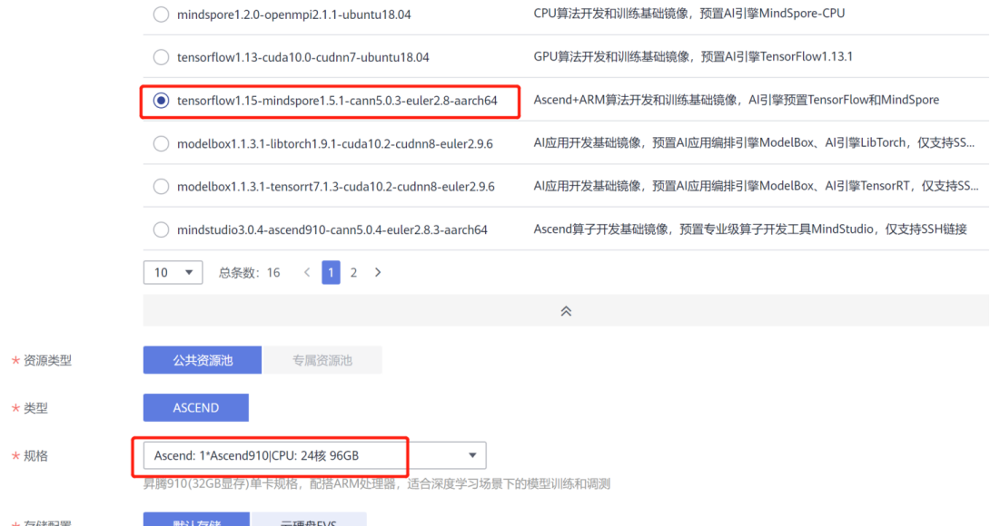 mindspore1.2.0-openmpi2.1.1-ubuntu18.04 CPU算法开发和训练基础镜像，预置AI引擎MindSpore-CPU
tensorflow1.13-cuda10.0-cudnn7-ubuntu18.04 GPU算法开发和训练基础镜像，预置AI引擎TensorFlow1.13.1
tensorflow1.15-mindspore1.5.1-cann5.0.3-euler2.8-aarch64 Ascend+ARM算法开发和训练基础镜像，AI引擎预置TensorFlow和MindSpore
modelbox1.1.3.1-libtorch1.9.1-cuda10.2-cudnn8-euler2.9.6 AI应用开发基础镜像，预置AI应用编排引擎ModelBox、AI引擎LibTorch，仅支持SS...
modelbox1.1.3.1-tensorrt7.1.3-cuda10.2-cudnn8-euler2.9.6 AI应用开发基础镜像，预置AI应用编排引擎ModelBox、AI引擎TensorRT，仅支持SS...
mindstudio3.0.4-ascend910-cann5.0.4-euler2.8.3-aarch64 Ascend算子开发基础镜像，预置专业级算子开发工具MindStudio，仅支持SSH链接
10 总条数：16 < 1 2 >
* 资源类型 公共资源池 专属资源池
* 类型 ASCEND
* 规格 Ascend: 1*Ascend910|CPU: 24核 96GB
昇腾910(32GB显存)单卡规格，配搭ARM处理器，适合深度学习场景下的模型训练和调测
* 存储配置 默认存储 云硬盘EVS